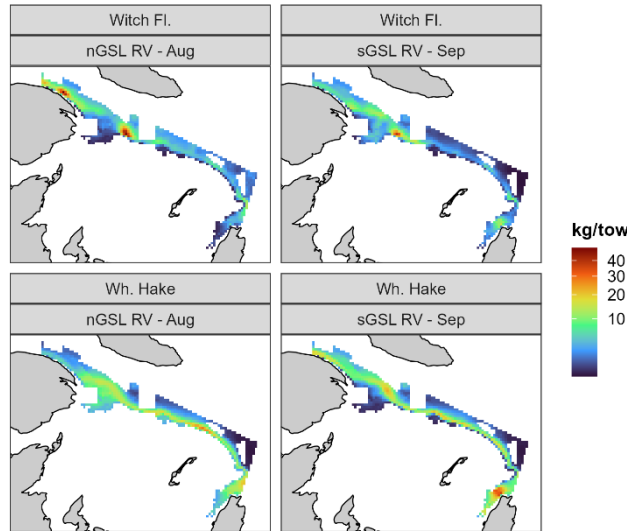 Witch Fl.
nGSL RV - Aug
Witch Fl.
sGSL RV - Sep
Wh. Hake
nGSL RV - Aug
Wh. Hake
sGSL RV - Sep
kg/tow
40
30
20
10